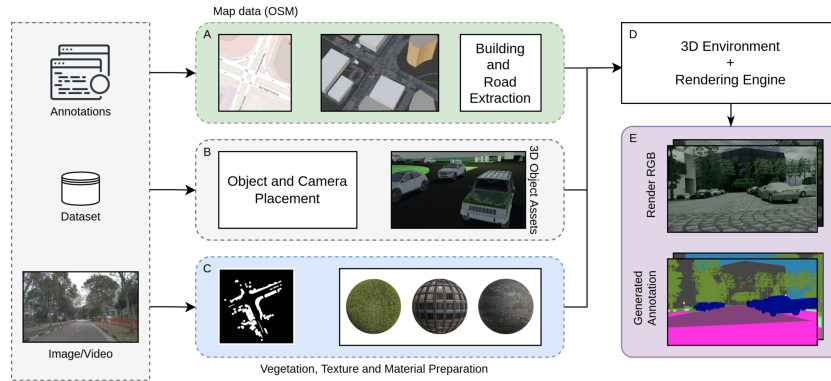 Map data (OSM)
Annotations
Dataset
Image/Video
A
Building
and
Road
Extraction
B
Object and Camera
Placement
3D Object Assets
C
Vegetation, Texture and Material Preparation
D
3D Environment
+
Rendering Engine
E
Render RGB
Generated
Annotation